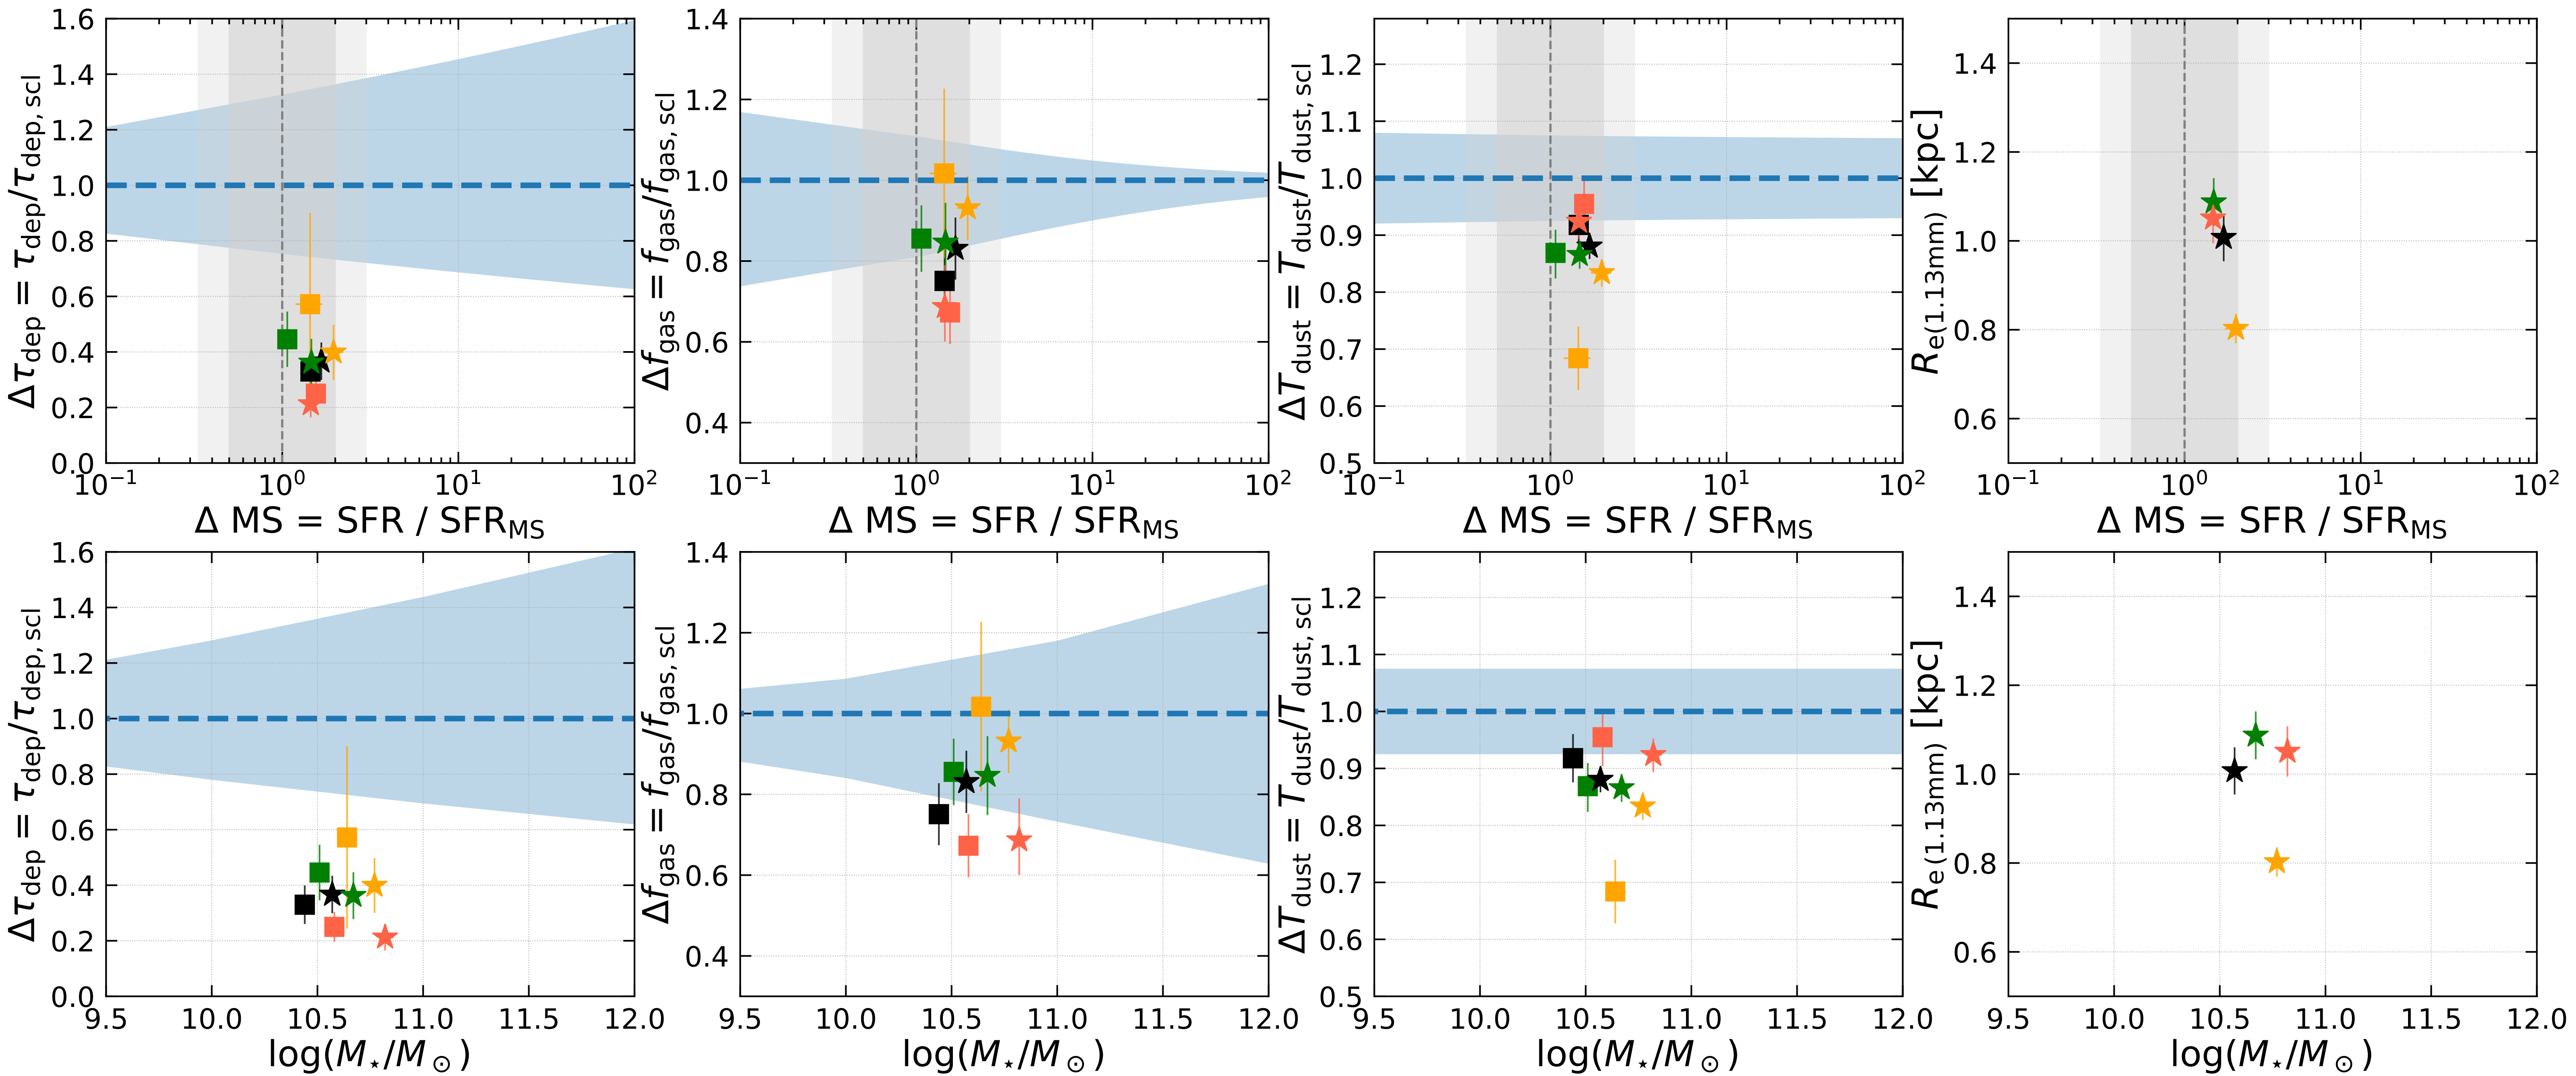 Δτdep = τdep/τdep, scl
1.6
1.4
1.2
1.0
0.8
0.6
0.4
0.2
0.0
10⁻¹ 10⁰ 10¹ 10²
Δ MS = SFR / SFR_MS
Δfgas = fgas/fgas, scl
1.4
1.2
1.0
0.8
0.6
0.4
10⁻¹ 10⁰ 10¹ 10²
Δ MS = SFR / SFR_MS
ΔTdust = Tdust/Tdust, scl
1.2
1.1
1.0
0.9
0.8
0.7
0.6
0.5
10⁻¹ 10⁰ 10¹ 10²
Δ MS = SFR / SFR_MS
Re(1.13mm) [kpc]
1.4
1.2
1.0
0.8
0.6
10⁻¹ 10⁰ 10¹ 10²
Δ MS = SFR / SFR_MS
Δτdep = τdep/τdep, scl
1.6
1.4
1.2
1.0
0.8
0.6
0.4
0.2
0.0
9.5 10.0 10.5 11.0 11.5 12.0
log(M⋆/M⊙)
Δfgas = fgas/fgas, scl
1.4
1.2
1.0
0.8
0.6
0.4
9.5 10.0 10.5 11.0 11.5 12.0
log(M⋆/M⊙)
ΔTdust = Tdust/Tdust, scl
1.2
1.1
1.0
0.9
0.8
0.7
0.6
0.5
9.5 10.0 10.5 11.0 11.5 12.0
log(M⋆/M⊙)
Re(1.13mm) [kpc]
1.4
1.2
1.0
0.8
0.6
9.5 10.0 10.5 11.0 11.5 12.0
log(M⋆/M⊙)